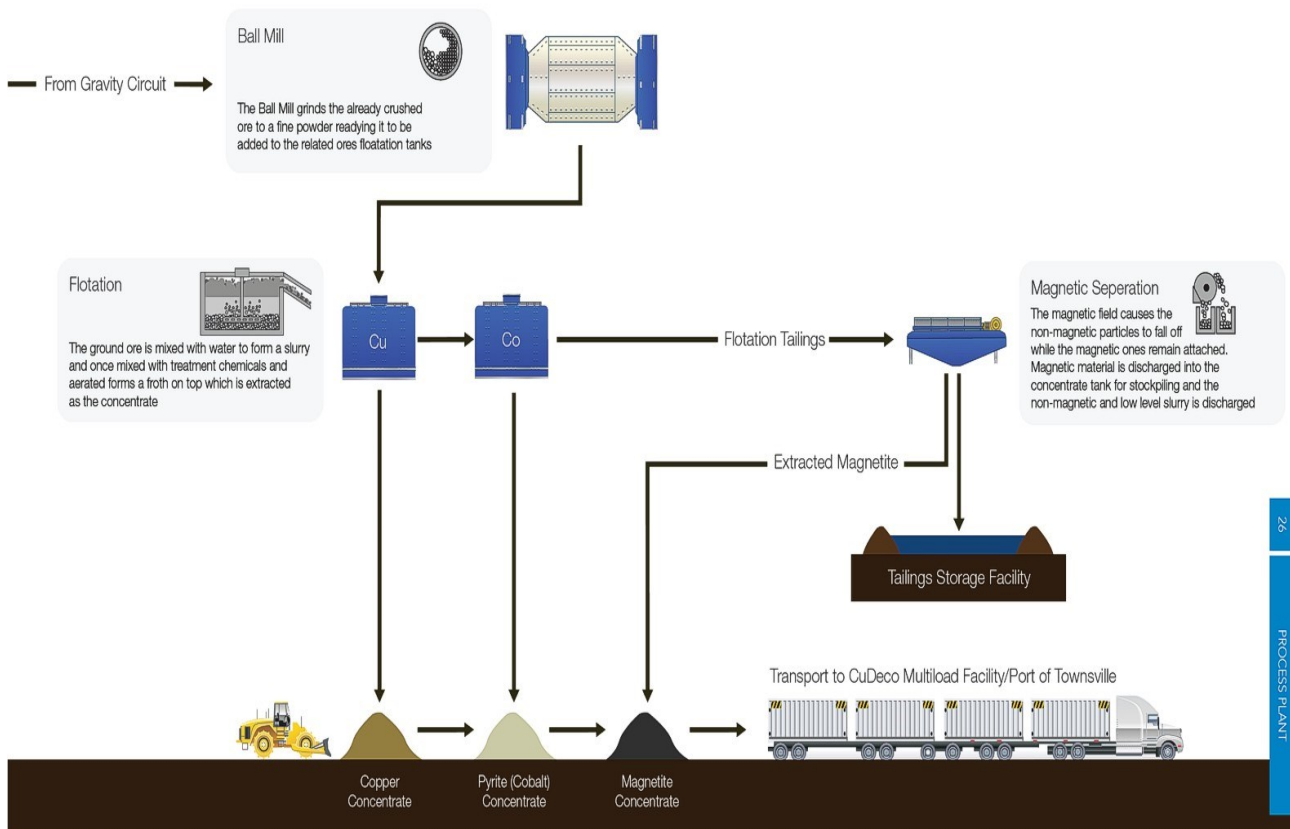 Ball Mill
From Gravity Circuit
The Ball Mill grinds the already crushed
ore to a fine powder readying it to be
added to the related ores floatation tanks
Flotation
The ground ore is mixed with water to form a slurry
and once mixed with treatment chemicals and
aerated forms a froth on top which is extracted
as the concentrate
Cu
Co
Flotation Tailings
Magnetic Seperation
The magnetic field causes the
non-magnetic particles to fall off
while the magnetic ones remain attached.
Magnetic material is discharged into the
concentrate tank for stockpiling and the
non-magnetic and low level slurry is discharged
Extracted Magnetite
Tailings Storage Facility
26
PROCESS PLANT
Transport to CuDeco Multiload Facility/Port of Townsville
Copper
Concentrate
Pyrite (Cobalt)
Concentrate
Magnetite
Concentrate